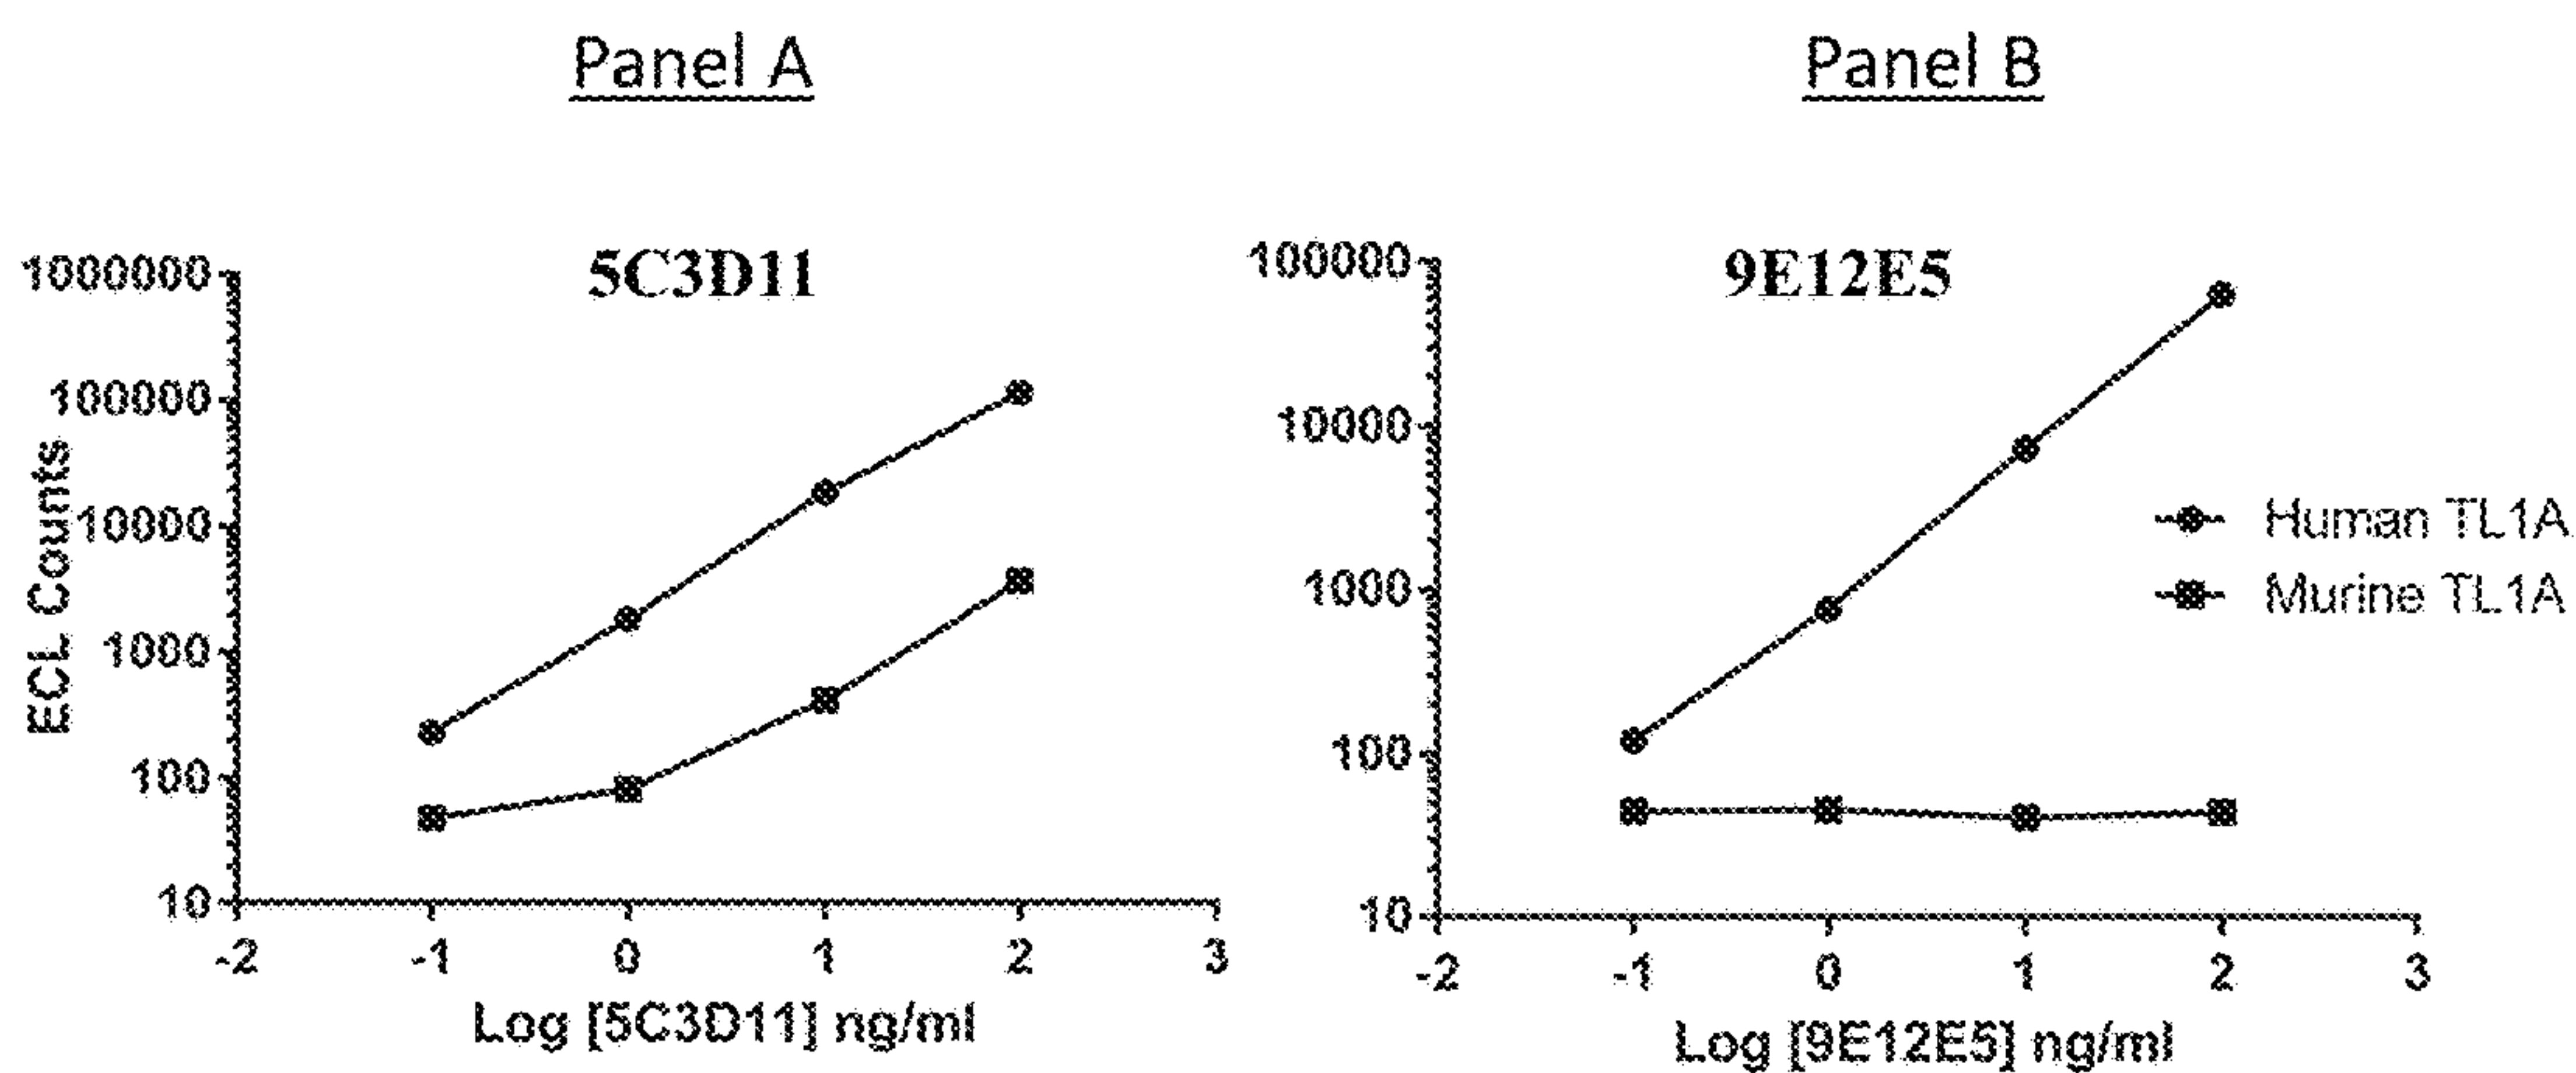 Panel A
5C3D11
ECL Counts
1000000
100000
10000
1000
100
10
-2 -1 0 1 2 3
Log [5C3D11] ng/ml
Panel B
9E12E5
100000
10000
1000
100
10
-2 -1 0 1 2 3
Log [9E12E5] ng/ml
Human TL1A
Murine TL1A